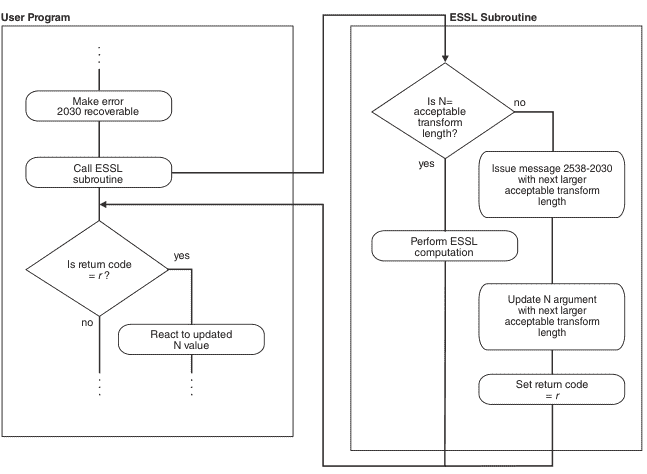 User Program
Make error
2030 recoverable
Call ESSL
subroutine
Is return code
= r ?
yes
no
React to updated
N value
ESSL Subroutine
Is N=
acceptable
transform
length?
no
yes
Issue message 2538-2030
with next larger
acceptable transform
length
Perform ESSL
computation
Update N argument
with next larger
acceptable transform
length
Set return code
= r